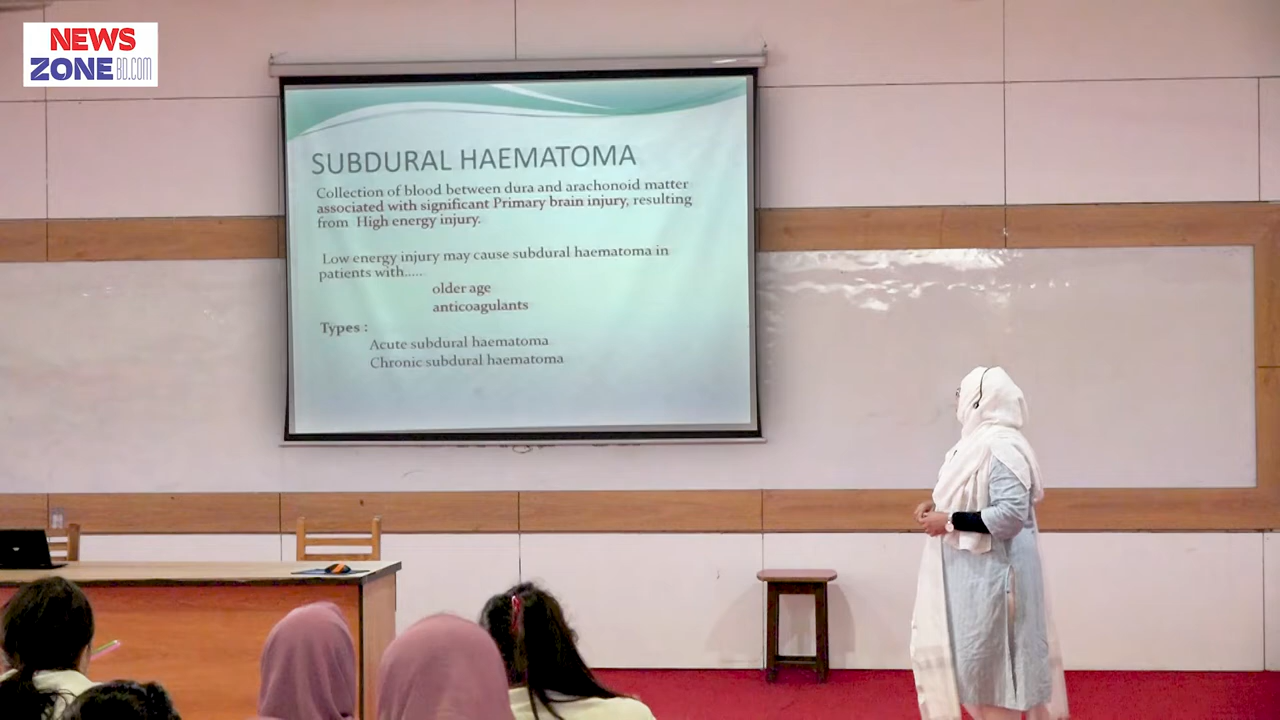 NEWS
ZONEBD.COM
SUBDURAL HAEMATOMA
Collection of blood between dura and arachonoid matter
associated with significant Primary brain injury, resulting
from High energy injury.
Low energy injury may cause subdural haematoma in
patients with.....
older age
anticoagulants
Types :
Acute subdural haematoma
Chronic subdural haematoma